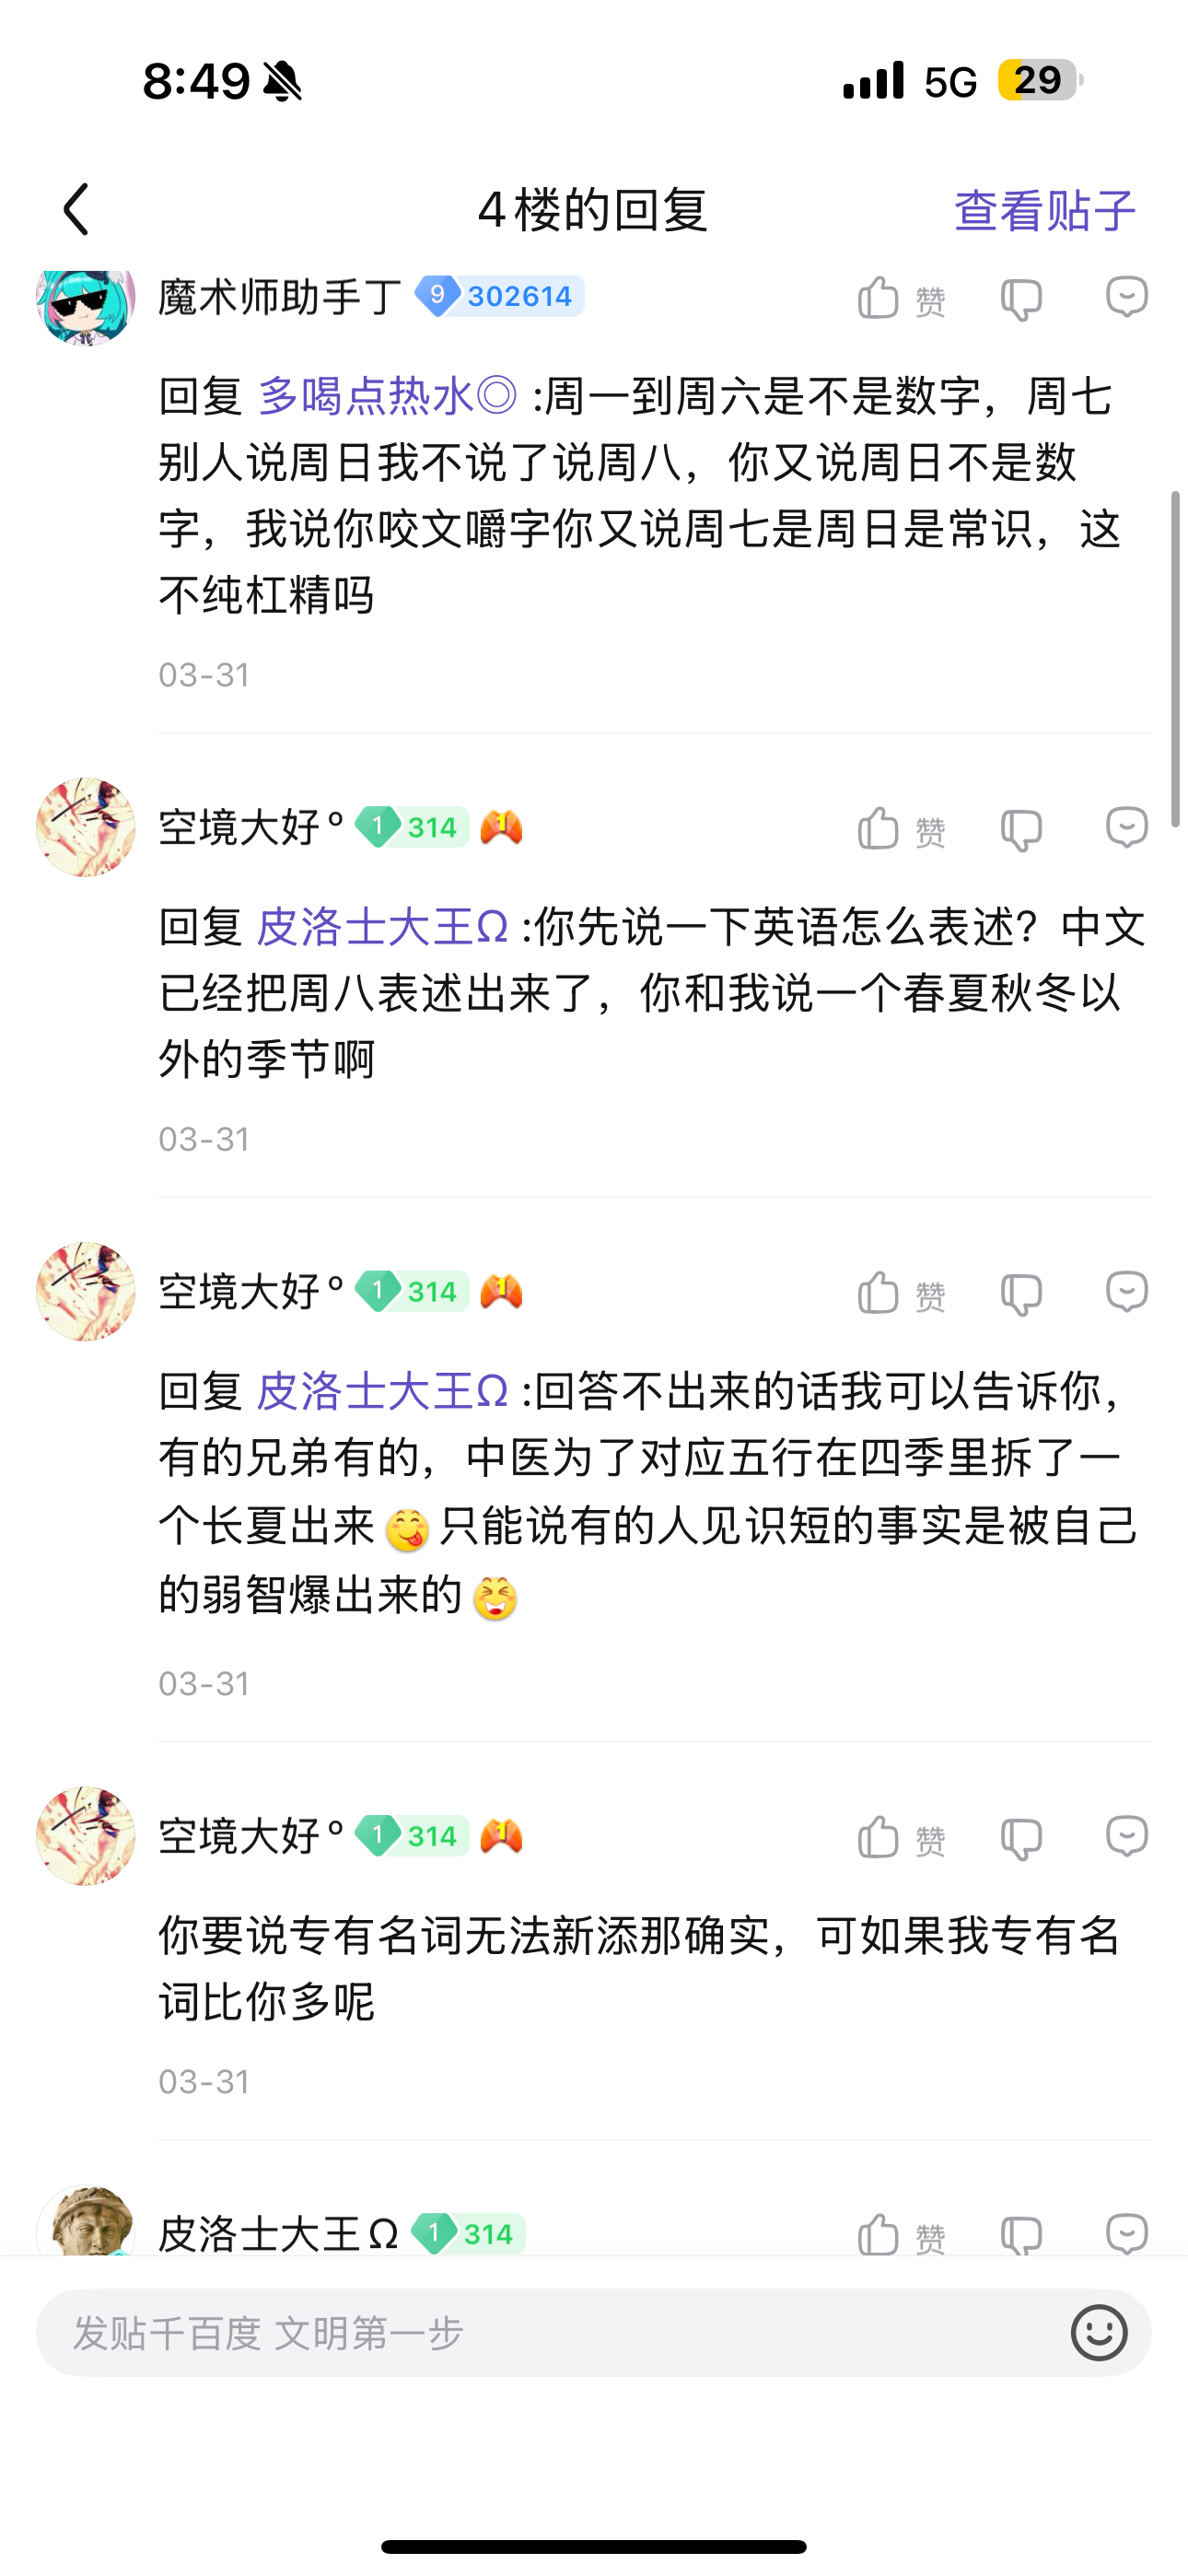 8:49
5G 29
4楼的回复
查看贴子
魔术师助手丁 9 302614
赞
回复 多喝点热水◎ :周一到周六是不是数字，周七
别人说周日我不说了说周八，你又说周日不是数
字，我说你咬文嚼字你又说周七是周日是常识，这
不纯杠精吗
03-31
空境大好° 1 314 1
赞
回复 皮洛士大王Ω :你先说一下英语怎么表述？中文
已经把周八表述出来了，你和我说一个春夏秋冬以
外的季节啊
03-31
空境大好° 1 314 1
赞
回复 皮洛士大王Ω :回答不出来的话我可以告诉你，
有的兄弟有的，中医为了对应五行在四季里拆了一
个长夏出来😋只能说有的人见识短的事实是被自己
的弱智爆出来的😆
03-31
空境大好° 1 314 1
赞
你要说专有名词无法新添那确实，可如果我专有名
词比你多呢
03-31
皮洛士大王Ω 1 314
赞
发贴千百度 文明第一步